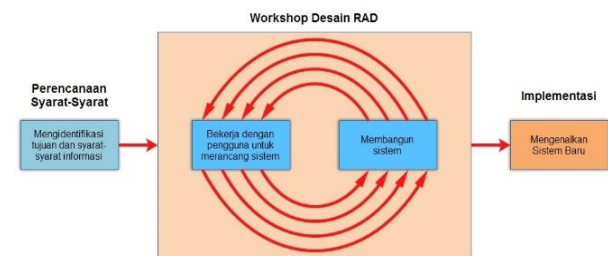 Workshop Desain RAD
Perencanaan
Syarat-Syarat
Mengidentifikasi
tujuan dan syarat-
syarat informasi
Bekerja dengan
pengguna untuk
merancang sistem
Membangun
sistem
Implementasi
Mengenalkan
Sistem Baru